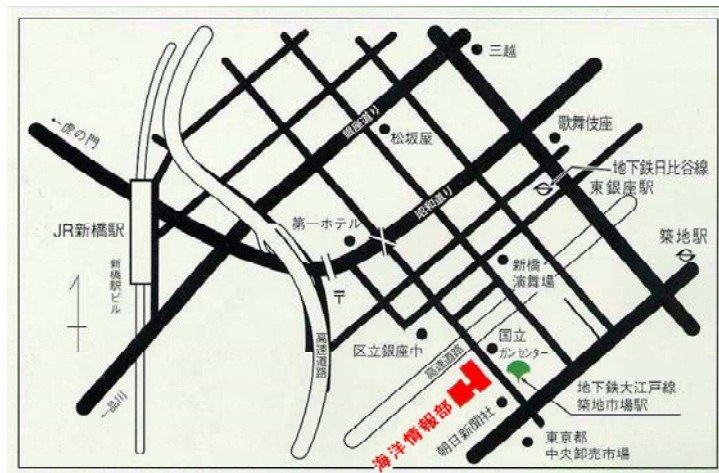 三越
←虎の門
歌舞伎座
銀座通り
松坂屋
地下鉄日比谷線
東銀座駅
昭和通り
第一ホテル
JR新橋駅
築地駅
新橋駅ビル
新橋
演舞場
〒
区立銀座中
国立
ガンセンター
高速道路
高速道路
地下鉄大江戸線
築地市場駅
←品川
海洋情報部
朝日新聞社
東京都
中央卸売市場